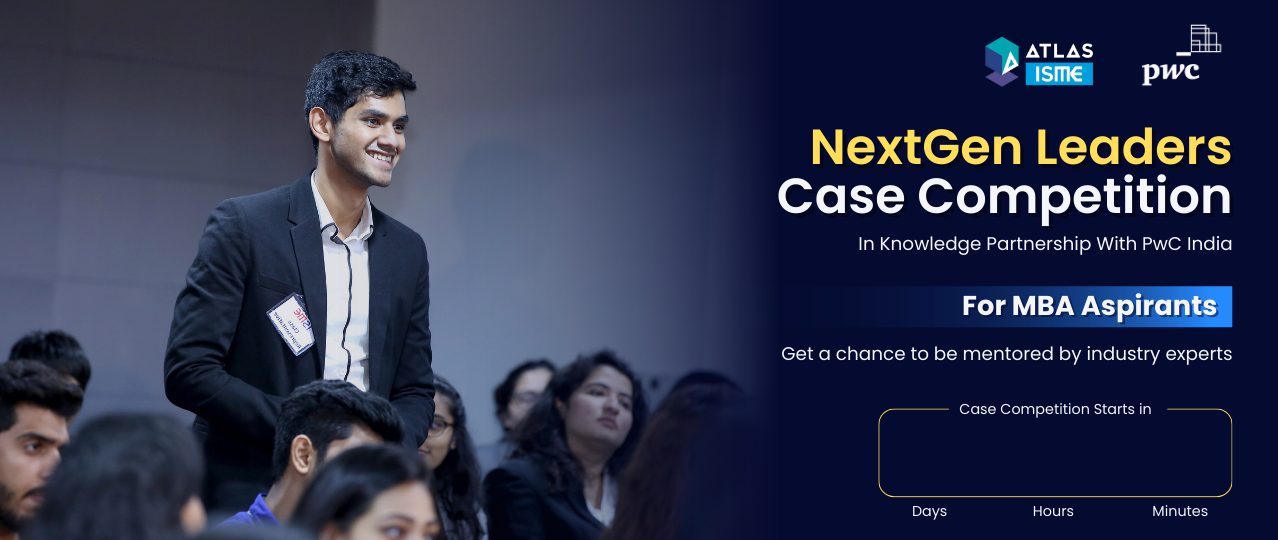 ATLAS
ISME
pwc
NextGen Leaders
Case Competition
In Knowledge Partnership With PwC India
For MBA Aspirants
Get a chance to be mentored by industry experts
Case Competition Starts in
Days Hours Minutes
ISME